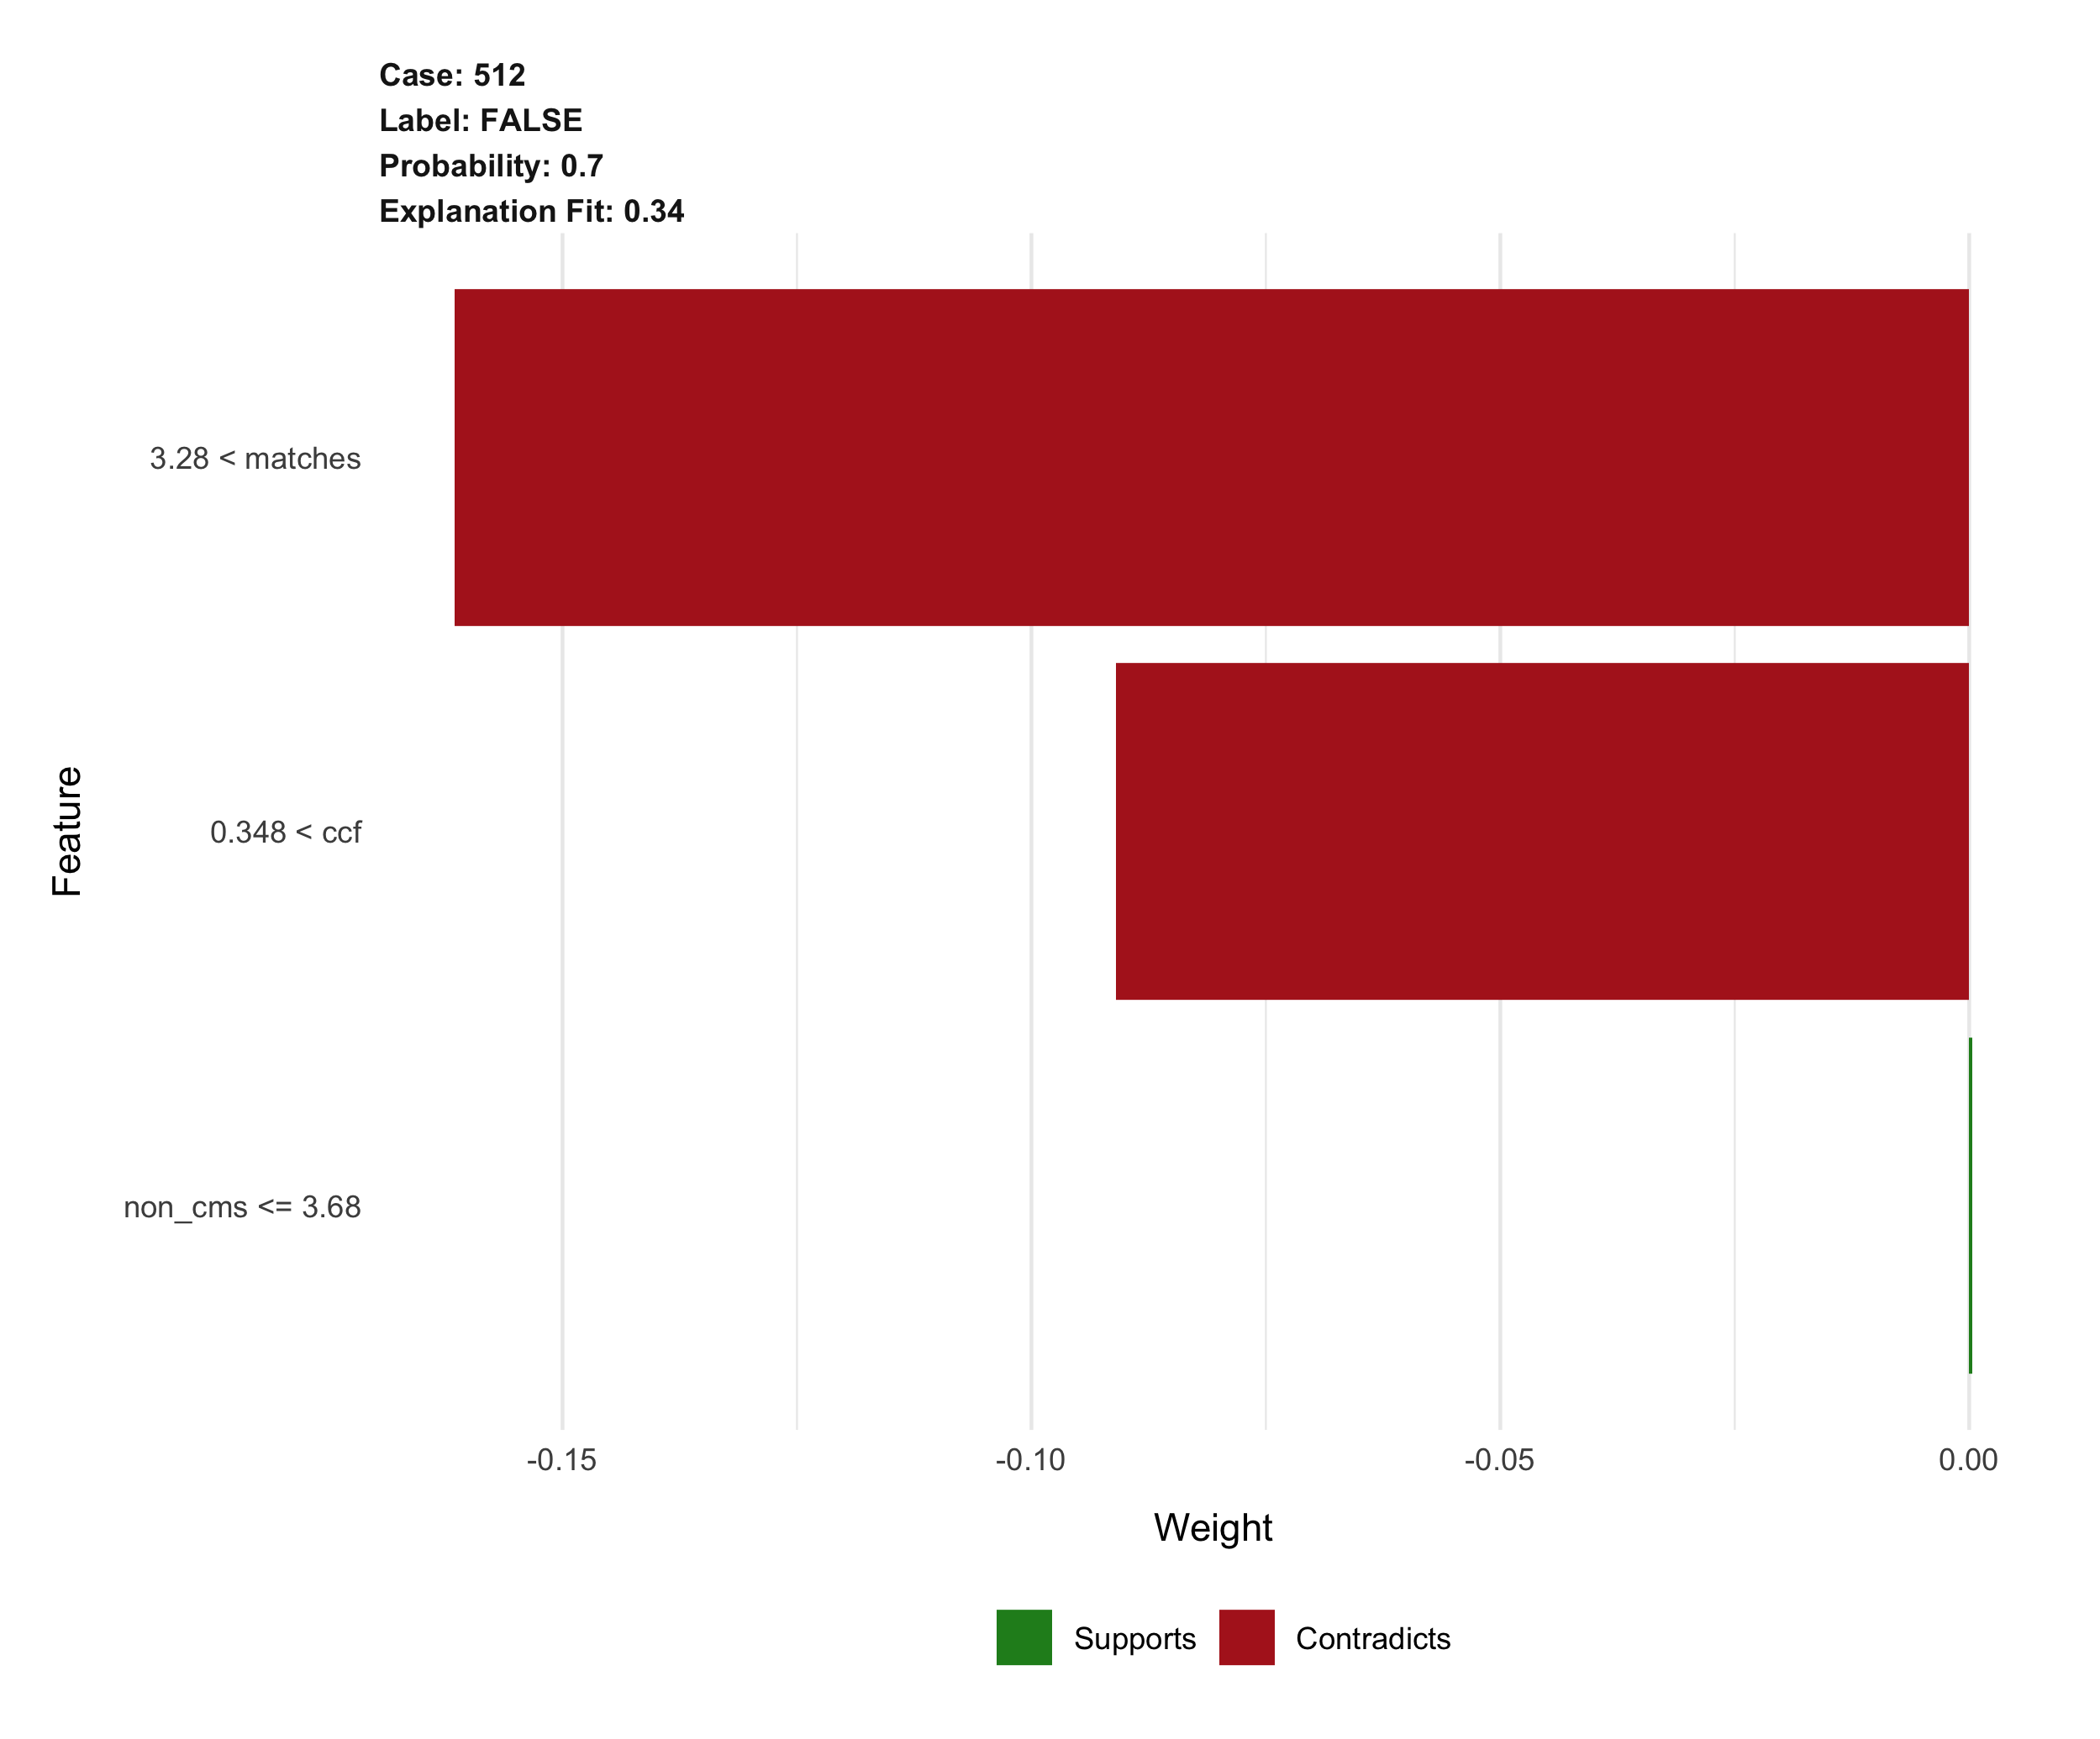 Case: 512
Label: FALSE
Probability: 0.7
Explanation Fit: 0.34
3.28 < matches
0.348 < ccf
non_cms <= 3.68
Feature
-0.15 -0.10 -0.05 0.00
Weight
Supports Contradicts